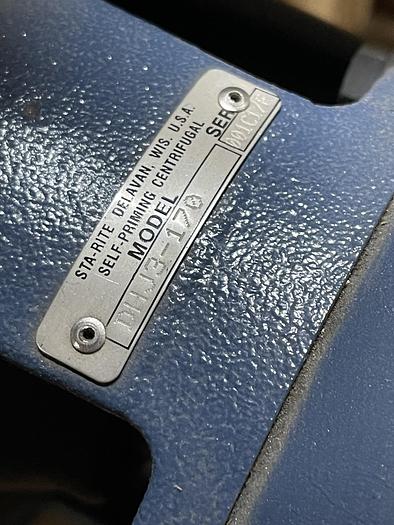 STA-RITE DELAVAN, WIS. U.S.A.
SELF-PRIMING CENTRIFUGAL
MODEL SER
DHJ3-170